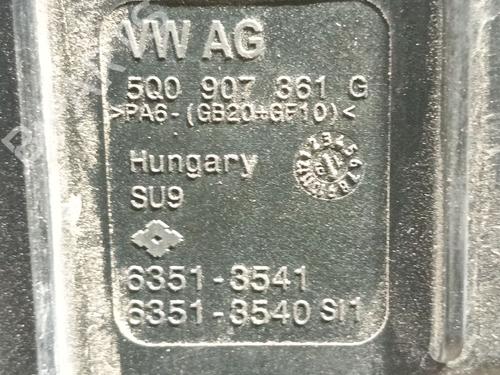 VW AG
5Q0 907 361 G
>PA6-(GB20+GF10)<
Hungary
SU9
6351-3541
6351-3540 SI1